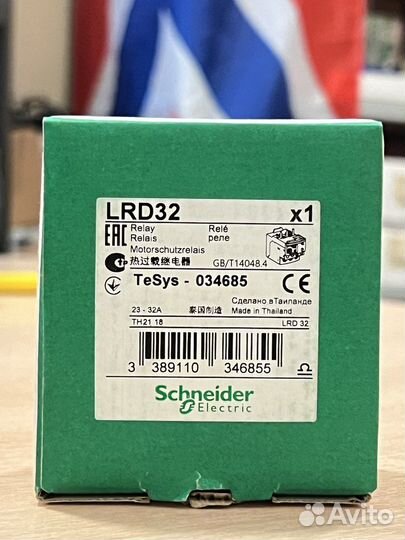 LRD32 x1
EAC Relay Relé
Relais реле
Motorschutzrelais
热过载继电器 GB/T14048.4
TeSys - 034685 CE
Сделано вТаиланде
23 - 32A 泰国制造 Made in Thailand
TH21 18 LRD 32
3 389110 346855
Schneider
Electric
Avito